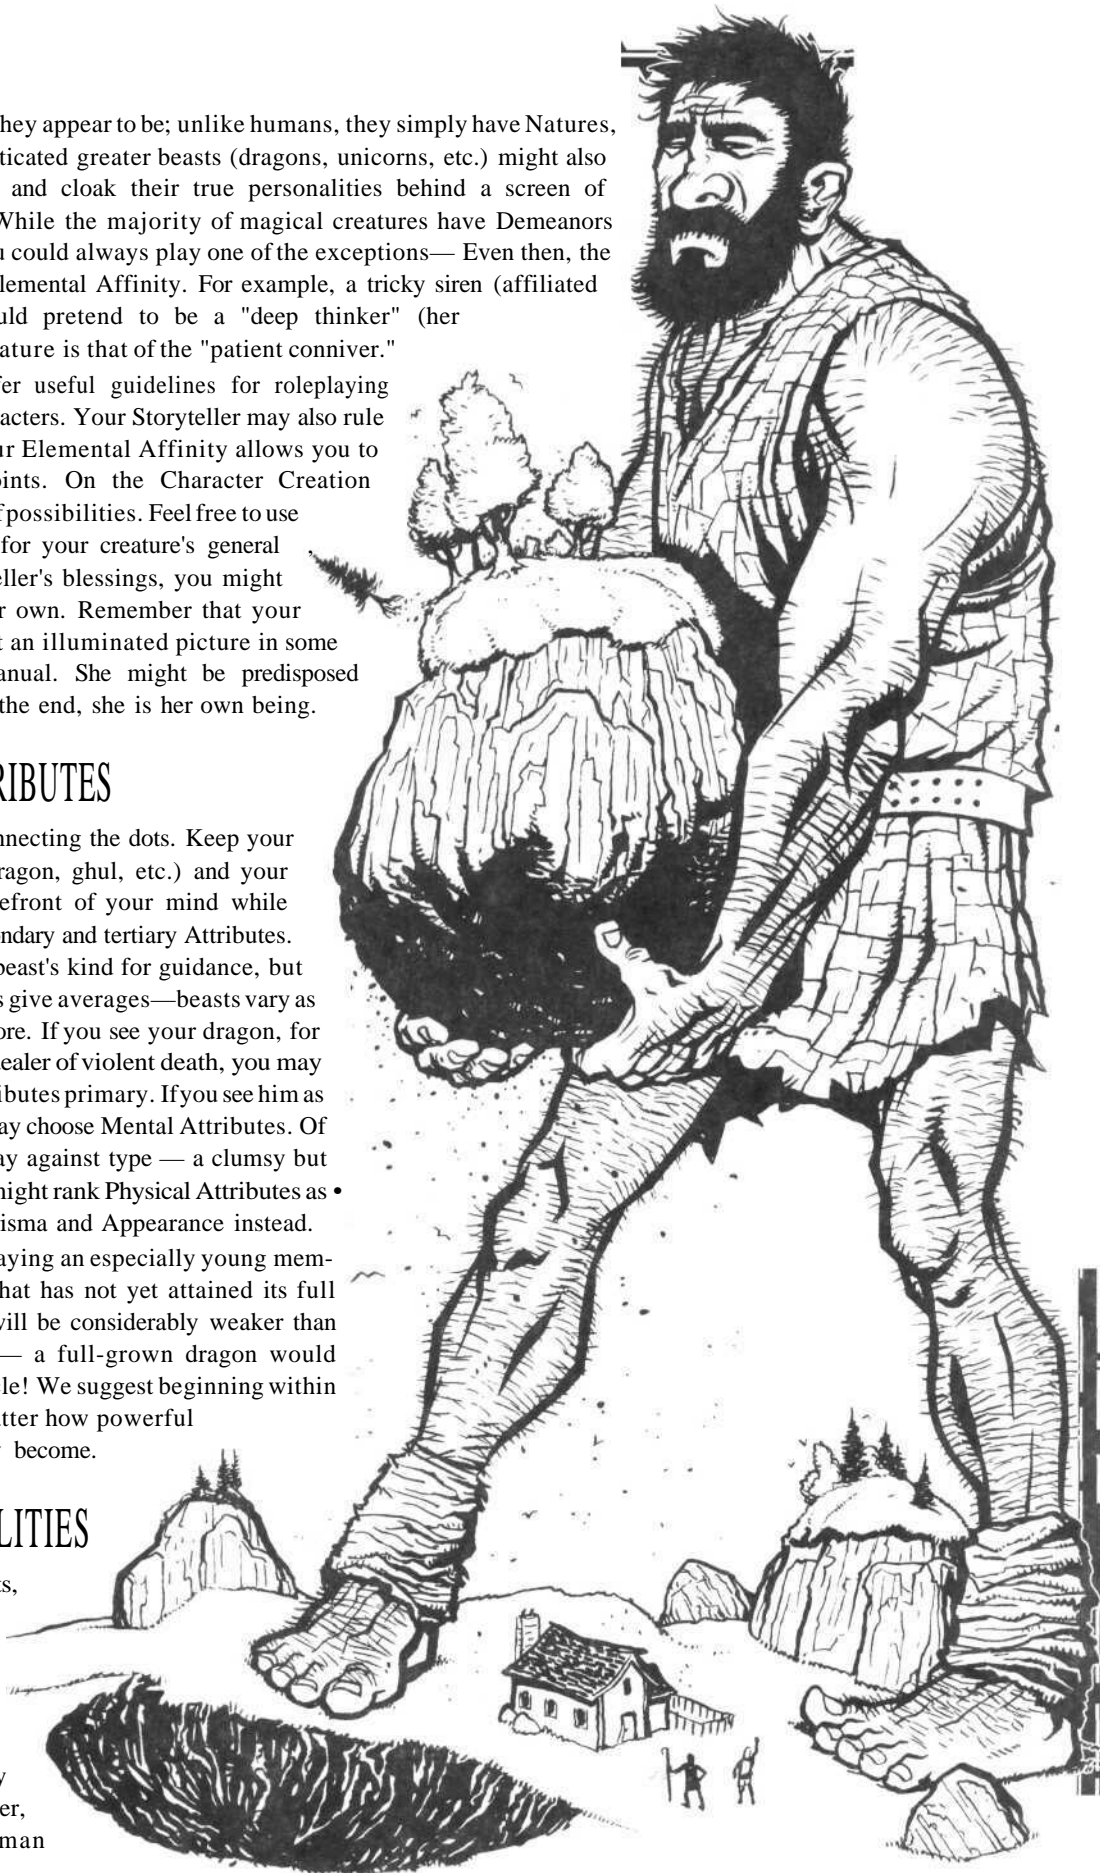 hey appear to be; unlike humans, they simply have Natures,
ticated greater beasts (dragons, unicorns, etc.) might also
and cloak their true personalities behind a screen of
While the majority of magical creatures have Demeanors
u could always play one of the exceptions— Even then, the
lemental Affinity. For example, a tricky siren (affiliated
uld pretend to be a "deep thinker" (her
ature is that of the "patient conniver."
fer useful guidelines for roleplaying
acters. Your Storyteller may also rule
ur Elemental Affinity allows you to
oints. On the Character Creation
f possibilities. Feel free to use
for your creature's general ,
eller's blessings, you might
r own. Remember that your
t an illuminated picture in some
anual. She might be predisposed
the end, she is her own being.
RIBUTES
nnecting the dots. Keep your
ragon, ghul, etc.) and your
efront of your mind while
ondary and tertiary Attributes.
beast's kind for guidance, but
s give averages—beasts vary as
ore. If you see your dragon, for
dealer of violent death, you may
ributes primary. If you see him as
ay choose Mental Attributes. Of
ay against type — a clumsy but
might rank Physical Attributes as •
isma and Appearance instead.
aying an especially young mem-
hat has not yet attained its full
will be considerably weaker than
— a full-grown dragon would
cle! We suggest beginning within
atter how powerful
become.
LITIES
ts,
y
er,
man